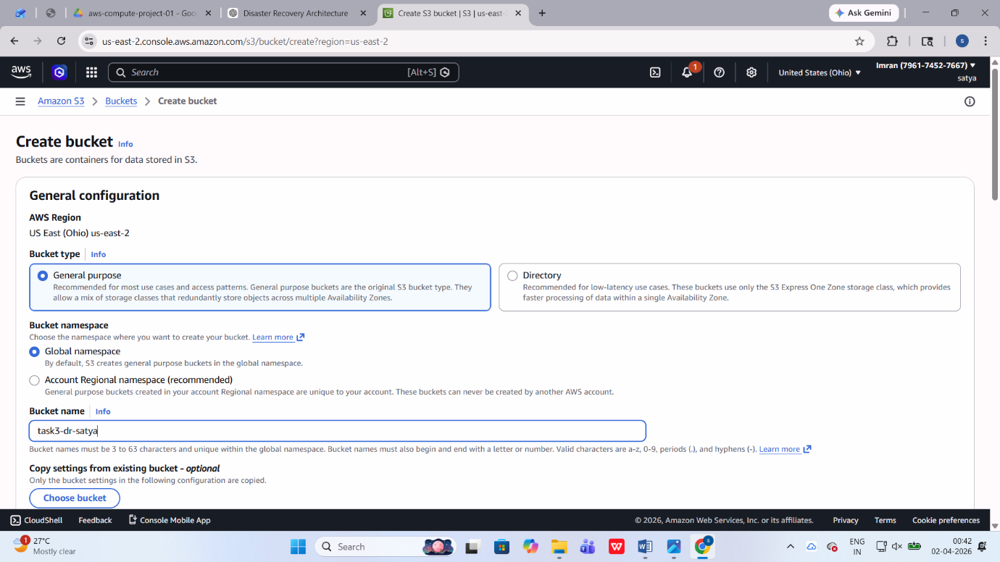 aws-compute-project-01 - Goo
Disaster Recovery Architecture
Create S3 bucket | S3 | us-east-
Ask Gemini
us-east-2.console.aws.amazon.com/s3/bucket/create?region=us-east-2
S
aws
Search
[Alt+S]
1
United States (Ohio)
Imran (7961-7452-7667)
satya
Amazon S3
Buckets
Create bucket
Create bucket Info
Buckets are containers for data stored in S3.
General configuration
AWS Region
US East (Ohio) us-east-2
Bucket type Info
General purpose
Recommended for most use cases and access patterns. General purpose buckets are the original S3 bucket type. They
allow a mix of storage classes that redundantly store objects across multiple Availability Zones.
Directory
Recommended for low-latency use cases. These buckets use only the S3 Express One Zone storage class, which provides
faster processing of data within a single Availability Zone.
Bucket namespace
Choose the namespace where you want to create your bucket. Learn more
Global namespace
By default, S3 creates general purpose buckets in the global namespace.
Account Regional namespace (recommended)
General purpose buckets created in your account Regional namespace are unique to your account. These buckets can never be created by another AWS account.
Bucket name Info
task3-dr-satya
Bucket names must be 3 to 63 characters and unique within the global namespace. Bucket names must also begin and end with a letter or number. Valid characters are a-z, 0-9, periods (.), and hyphens (-). Learn more
Copy settings from existing bucket - optional
Only the bucket settings in the following configuration are copied.
Choose bucket
CloudShell
Feedback
Console Mobile App
© 2026, Amazon Web Services, Inc. or its affiliates.
Privacy
Terms
Cookie preferences
1
27°C
Mostly clear
Search
ENG
IN
00:42
02-04-2026